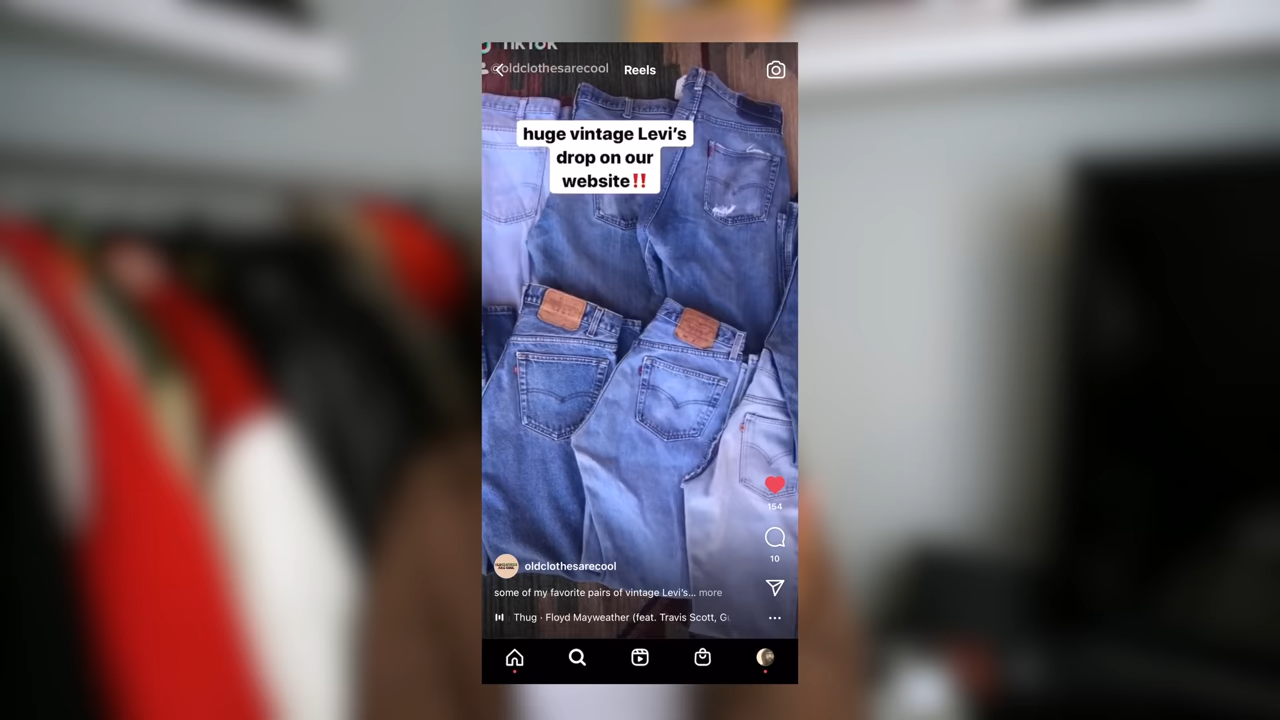 TikTok
@oldclothesarecool
Reels
huge vintage Levi's
drop on our
website‼️
154
10
oldclothesarecool
some of my favorite pairs of vintage Levi's... more
Thug · Floyd Mayweather (feat. Travis Scott, G